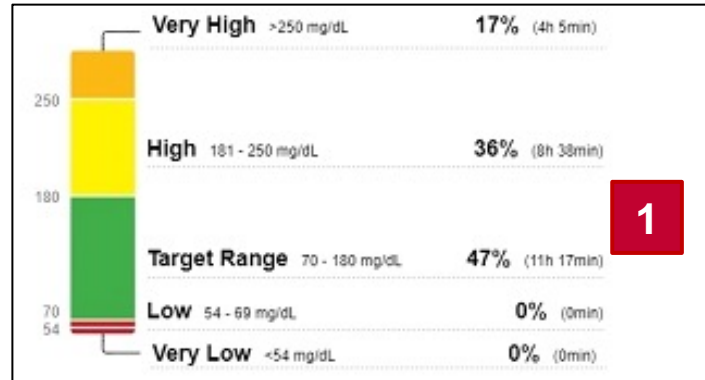 Very High >250 mg/dL 17% (4h 5min)
250
High 181 - 250 mg/dL 36% (8h 38min)
180
1
Target Range 70 - 180 mg/dL 47% (11h 17min)
70
Low 54 - 69 mg/dL 0% (0min)
54
Very Low <54 mg/dL 0% (0min)